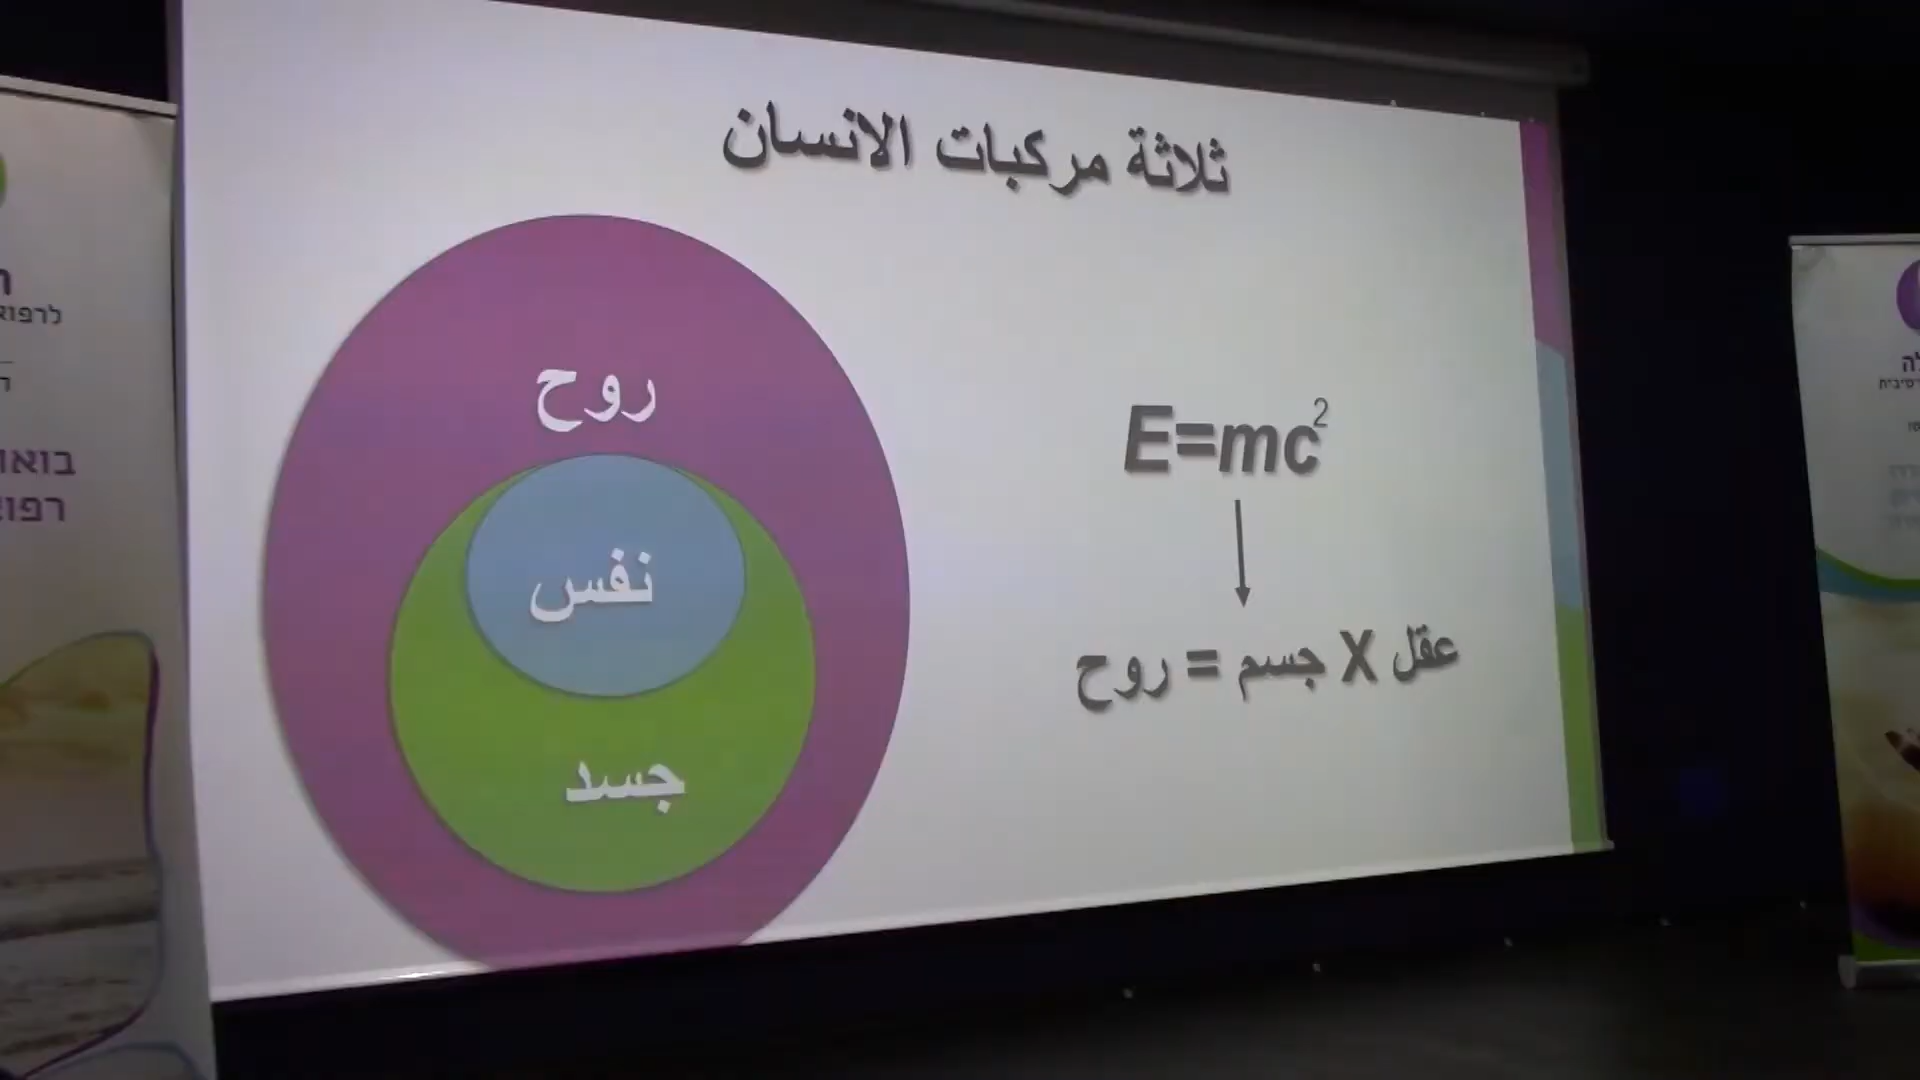 ثلاثة مركبات الانسان
روح
نفس
جسد
E=mc²
عقل X جسم = روح